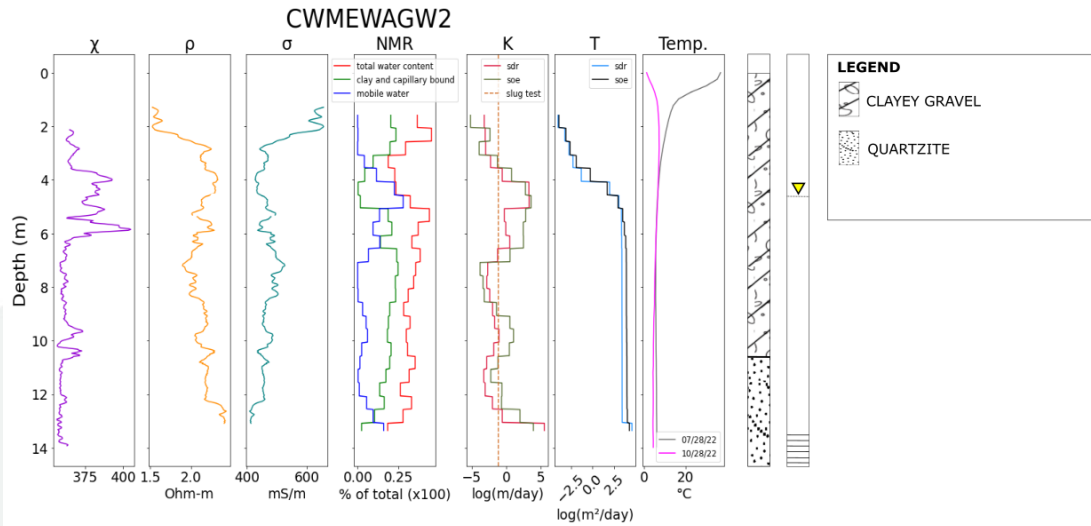 CWMEWAGW2
χ ρ σ NMR K T Temp.
total water content
clay and capillary bound
mobile water
sdr
soe
slug test
sdr
soe
LEGEND
CLAYEY GRAVEL
QUARTZITE
Depth (m)
0
2
4
6
8
10
12
14
07/28/22
10/28/22
375 400
1.5 2.0
400 600
0.00 0.25
−5 0 5
−2.5 0.0 2.5
0 20
Ohm-m
mS/m
% of total (x100)
log(m/day)
log(m²/day)
°C